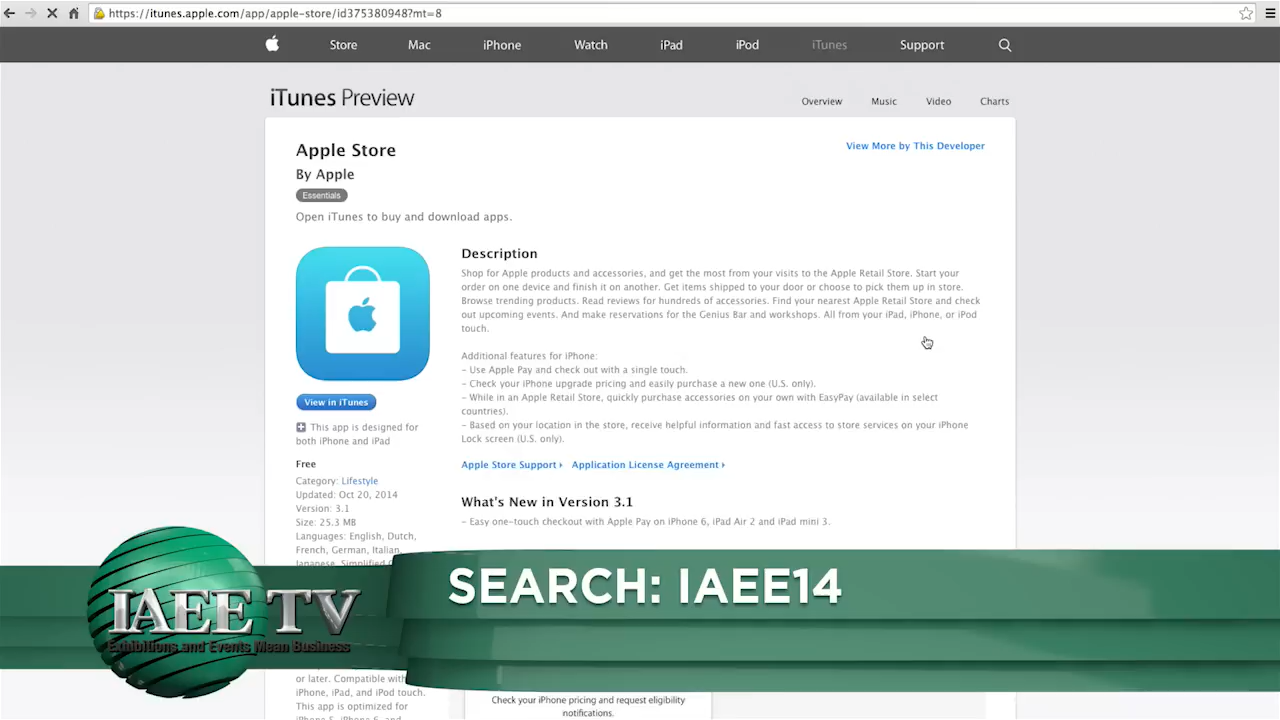 https://itunes.apple.com/app/apple-store/id375380948?mt=8
Store Mac iPhone Watch iPad iPod iTunes Support
iTunes Preview
Overview Music Video Charts
Apple Store
View More by This Developer
By Apple
Essentials
Open iTunes to buy and download apps.
Description
Shop for Apple products and accessories, and get the most from your visits to the Apple Retail Store. Start your
order on one device and finish it on another. Get items shipped to your door or choose to pick them up in store.
Browse trending products. Read reviews for hundreds of accessories. Find your nearest Apple Retail Store and check
out upcoming events. And make reservations for the Genius Bar and workshops. All from your iPad, iPhone, or iPod
touch.
Additional features for iPhone:
- Use Apple Pay and check out with a single touch.
- Check your iPhone upgrade pricing and easily purchase a new one (U.S. only).
- While in an Apple Retail Store, quickly purchase accessories on your own with EasyPay (available in select
countries).
- Based on your location in the store, receive helpful information and fast access to store services on your iPhone
Lock screen (U.S. only).
Apple Store Support Application License Agreement
What's New in Version 3.1
- Easy one-touch checkout with Apple Pay on iPhone 6, iPad Air 2 and iPad mini 3.
View in iTunes
This app is designed for
both iPhone and iPad
Free
Category: Lifestyle
Updated: Oct 20, 2014
Version: 3.1
Size: 25.3 MB
Languages: English, Dutch,
French, German, Italian,
SEARCH: IAEE14
IAEE TV
Exhibitions and Events Mean Business
or later. Compatible with
iPhone, iPad, and iPod touch.
This app is optimized for
Check your iPhone pricing and request eligibility
notifications.